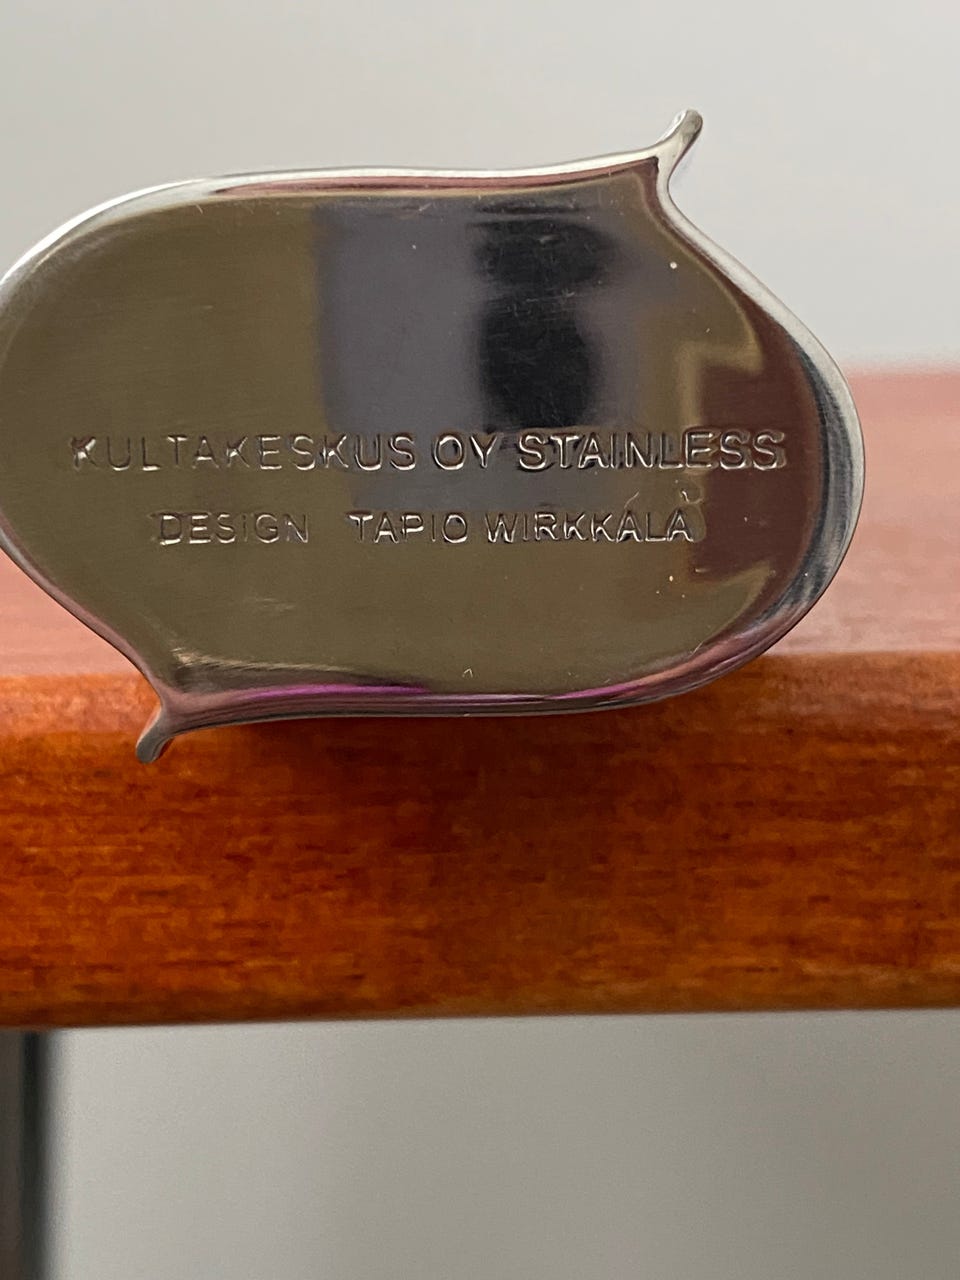 KULTAKESKUS OY STAINLESS
DESIGN TAPIO WIRKKALA